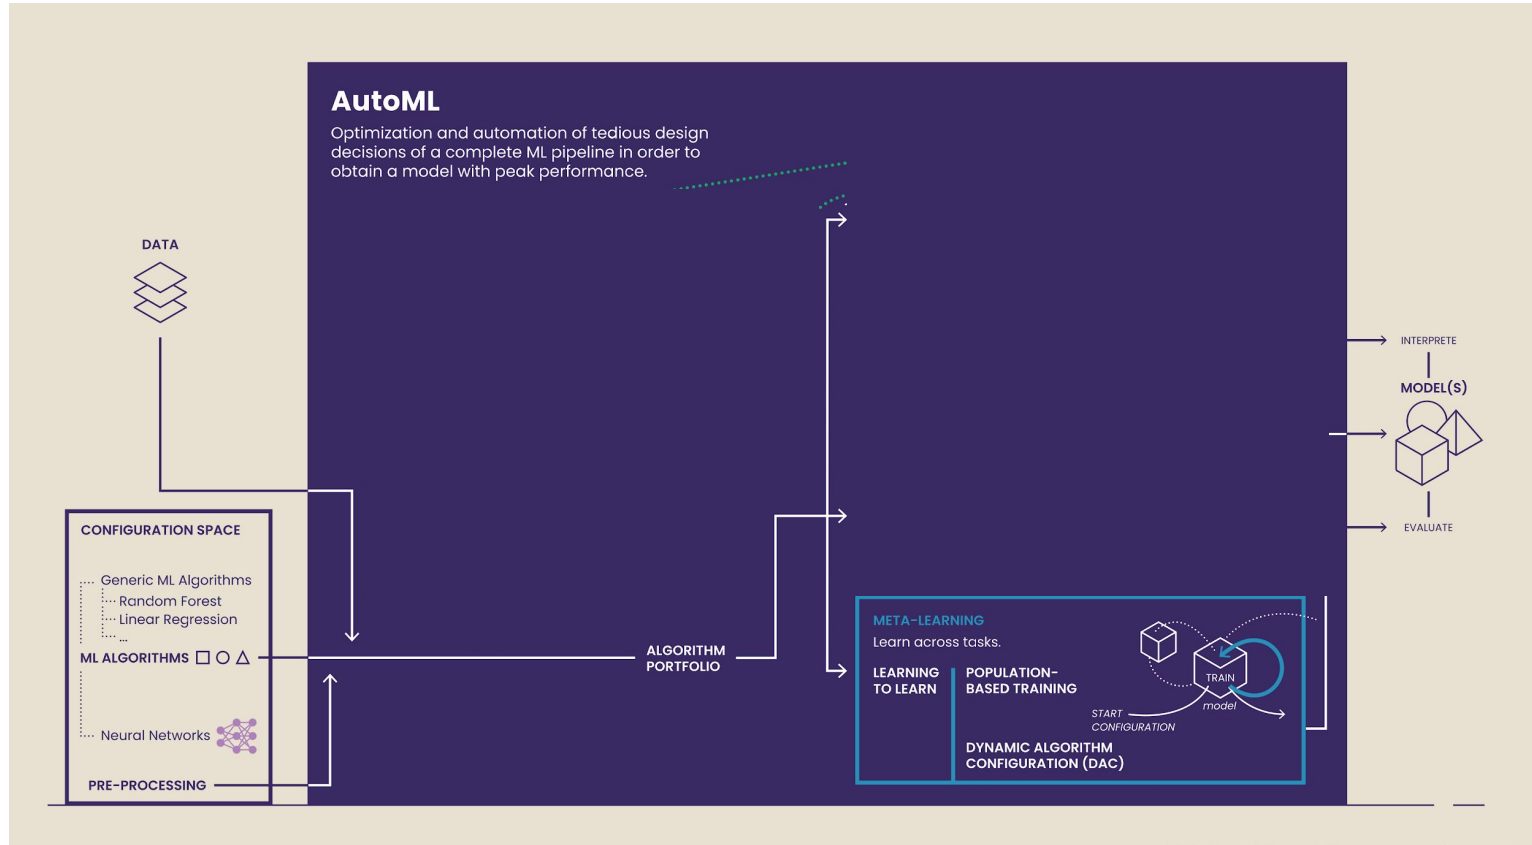 AutoML
Optimization and automation of tedious design
decisions of a complete ML pipeline in order to
obtain a model with peak performance.
DATA
CONFIGURATION SPACE
Generic ML Algorithms
Random Forest
Linear Regression
...
ML ALGORITHMS
Neural Networks
PRE-PROCESSING
ALGORITHM
PORTFOLIO
META-LEARNING
Learn across tasks.
LEARNING
TO LEARN
POPULATION-
BASED TRAINING
DYNAMIC ALGORITHM
CONFIGURATION (DAC)
START
CONFIGURATION
TRAIN
model
INTERPRETE
MODEL(S)
EVALUATE